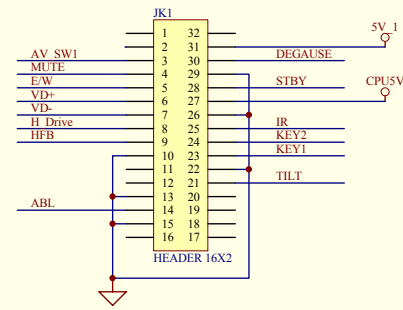 JK1
5V_1
1 32
2 31
AV_SW1 3 30 DEGAUSE
MUTE 4 29
E/W 5 28 STBY
VD+ 6 27 CPU5V
VD- 7 26
H_Drive 8 25 IR
HFB 9 24 KEY2
10 23 KEY1
11 22
12 21 TILT
13 20
ABL 14 19
15 18
16 17
HEADER 16X2